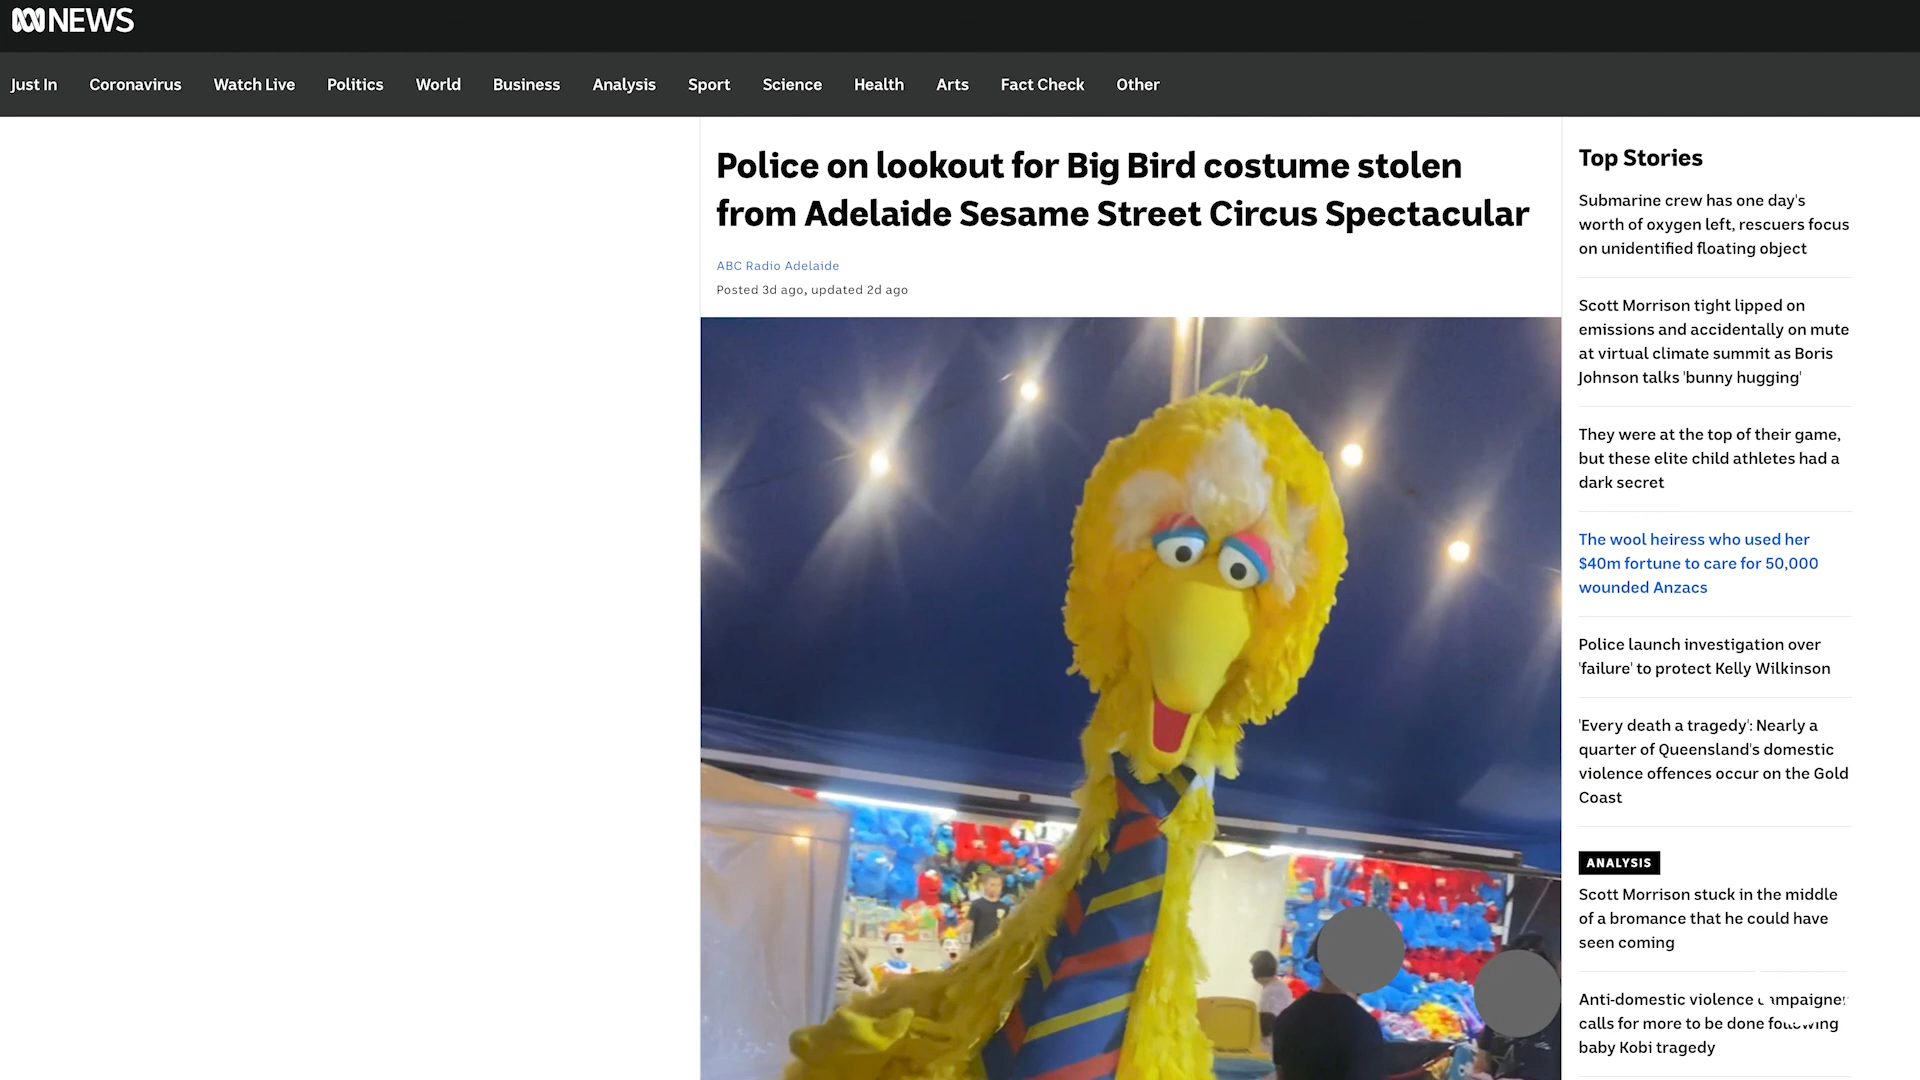 NEWS
Just In
Coronavirus
Watch Live
Politics
World
Business
Analysis
Sport
Science
Health
Arts
Fact Check
Other
Police on lookout for Big Bird costume stolen
from Adelaide Sesame Street Circus Spectacular
ABC Radio Adelaide
Posted 3d ago, updated 2d ago
Top Stories
Submarine crew has one day's
worth of oxygen left, rescuers focus
on unidentified floating object
Scott Morrison tight lipped on
emissions and accidentally on mute
at virtual climate summit as Boris
Johnson talks 'bunny hugging'
They were at the top of their game,
but these elite child athletes had a
dark secret
The wool heiress who used her
$40m fortune to care for 50,000
wounded Anzacs
Police launch investigation over
'failure' to protect Kelly Wilkinson
'Every death a tragedy': Nearly a
quarter of Queensland's domestic
violence offences occur on the Gold
Coast
ANALYSIS
Scott Morrison stuck in the middle
of a bromance that he could have
seen coming
Anti-domestic violence
calls for more to be done following
baby Kobi tragedy